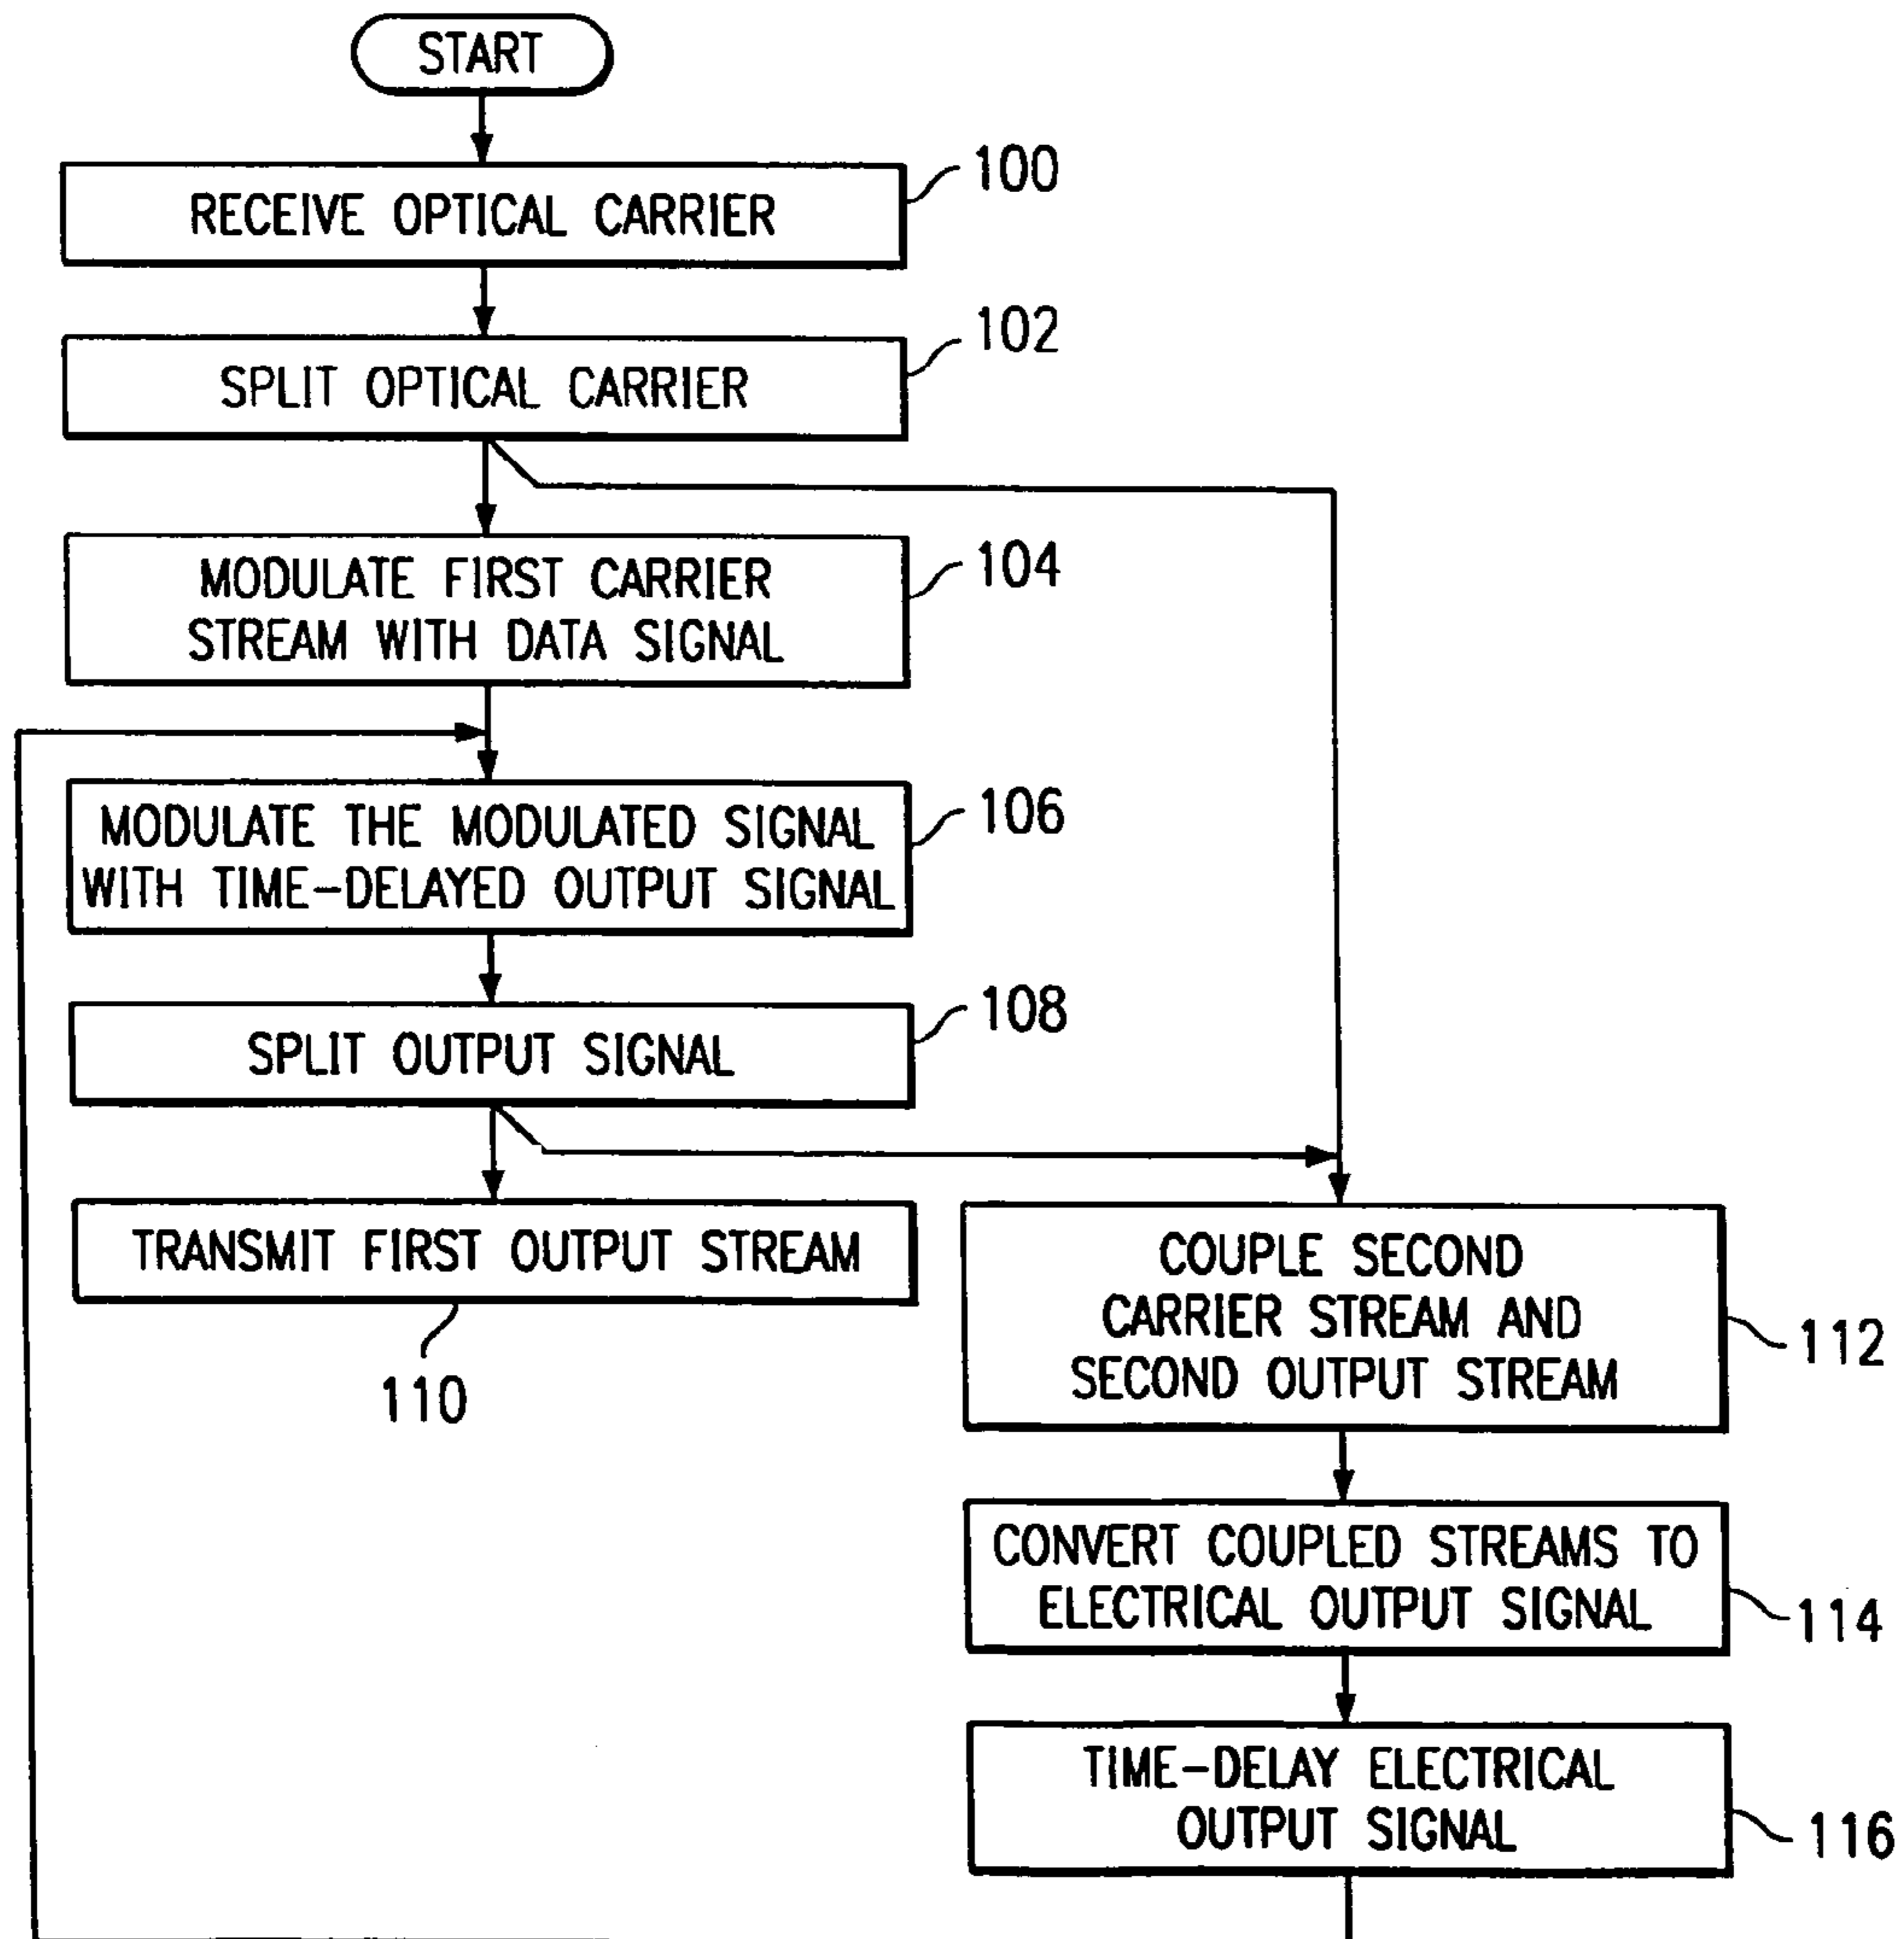 START
RECEIVE OPTICAL CARRIER
100
SPLIT OPTICAL CARRIER
102
MODULATE FIRST CARRIER
STREAM WITH DATA SIGNAL
104
MODULATE THE MODULATED SIGNAL
WITH TIME-DELAYED OUTPUT SIGNAL
106
SPLIT OUTPUT SIGNAL
108
TRANSMIT FIRST OUTPUT STREAM
110
COUPLE SECOND
CARRIER STREAM AND
SECOND OUTPUT STREAM
112
CONVERT COUPLED STREAMS TO
ELECTRICAL OUTPUT SIGNAL
114
TIME-DELAY ELECTRICAL
OUTPUT SIGNAL
116